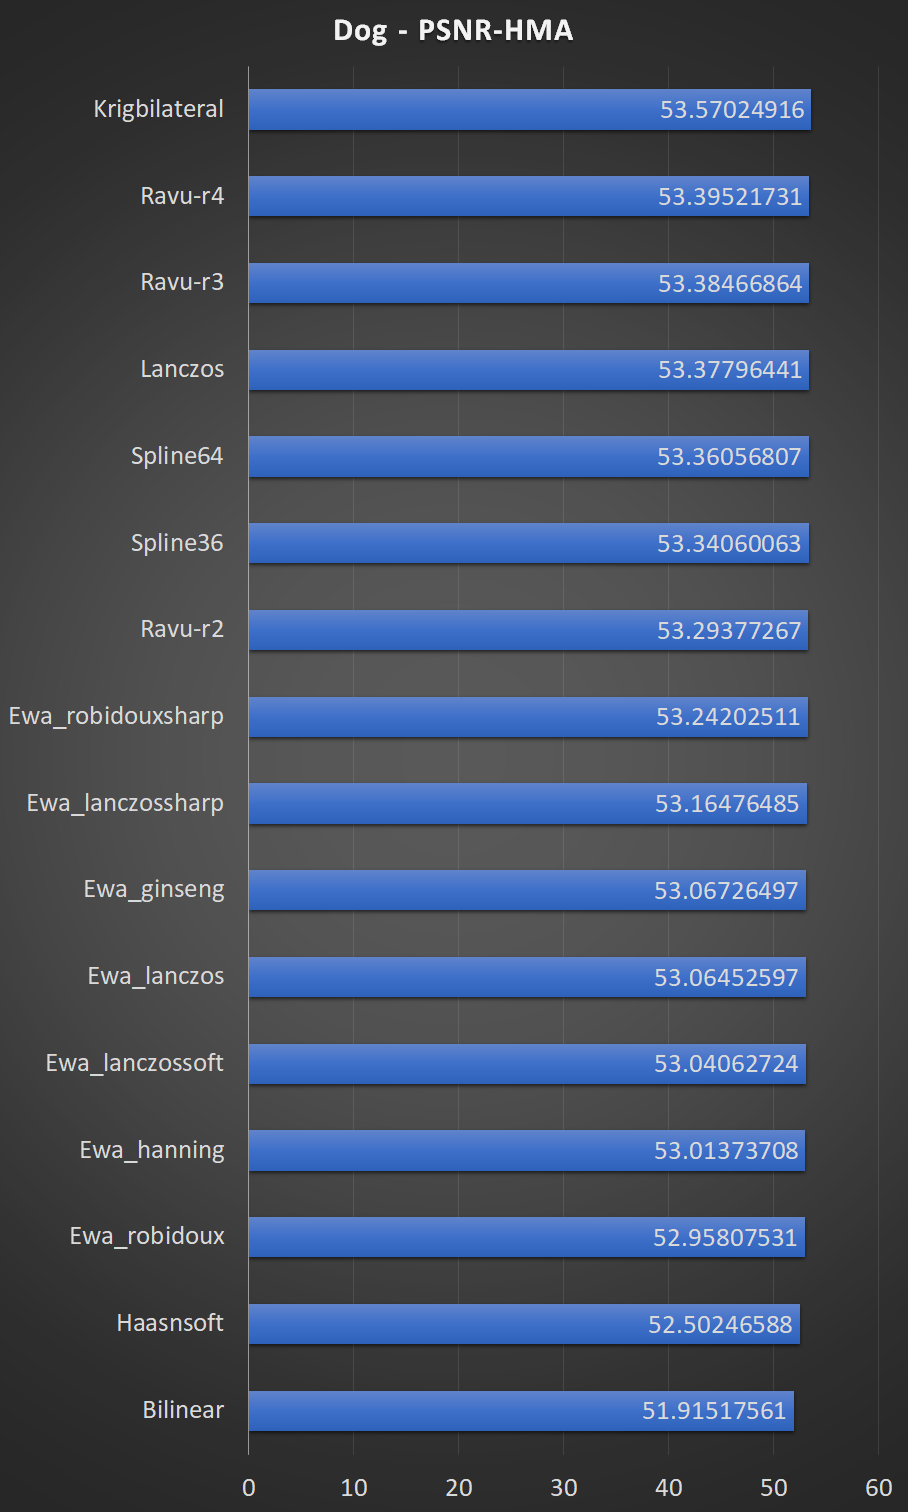 Dog - PSNR-HMA
Krigbilateral 53.57024916
Ravu-r4 53.39521731
Ravu-r3 53.38466864
Lanczos 53.37796441
Spline64 53.36056807
Spline36 53.34060063
Ravu-r2 53.29377267
Ewa_robidouxsharp 53.24202511
Ewa_lanczossharp 53.16476485
Ewa_ginseng 53.06726497
Ewa_lanczos 53.06452597
Ewa_lanczossoft 53.04062724
Ewa_hanning 53.01373708
Ewa_robidoux 52.95807531
Haasnsoft 52.50246588
Bilinear 51.91517561
0 10 20 30 40 50 60